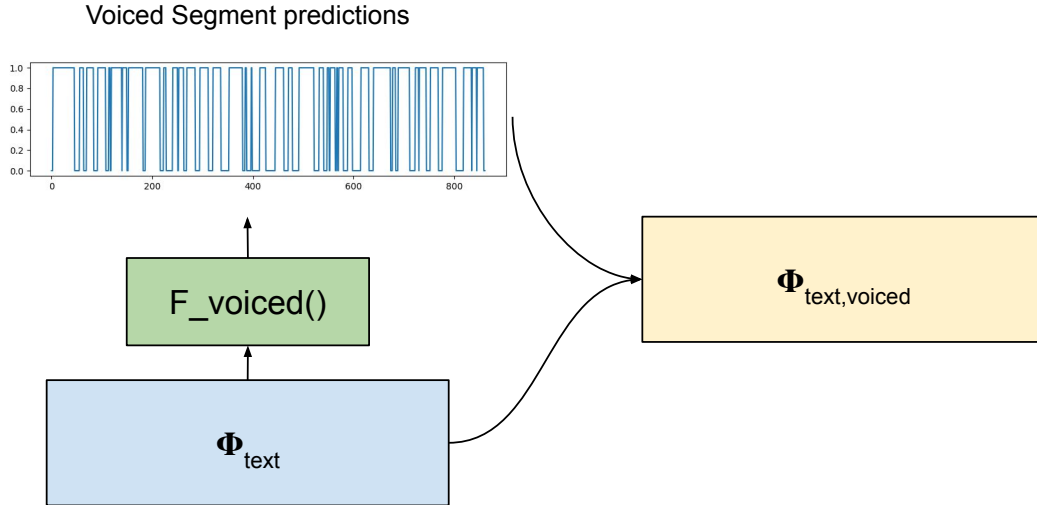 Voiced Segment predictions
1.0
0.8
0.6
0.4
0.2
0.0
0 200 400 600 800
F_voiced()
Φtext,voiced
Φtext